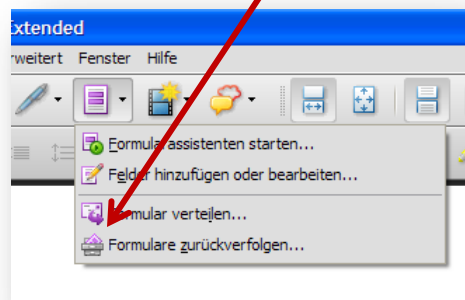 Extended
rweitert Fenster Hilfe
Formularassistenten starten...
Felder hinzufügen oder bearbeiten...
Formular verteilen...
Formulare zurückverfolgen...